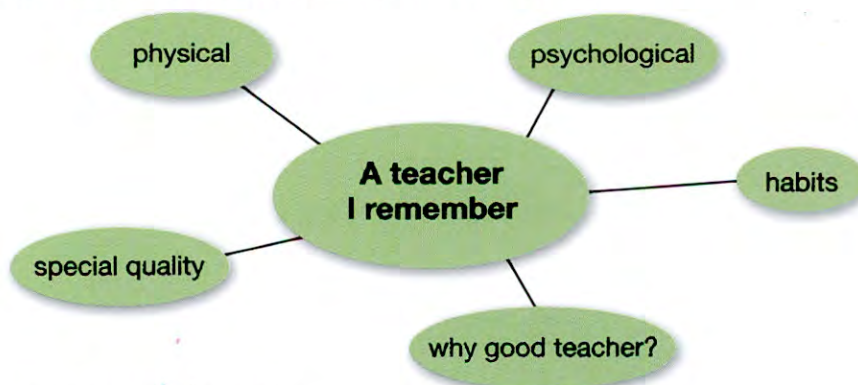 physical
psychological
A teacher
I remember
habits
special quality
why good teacher?